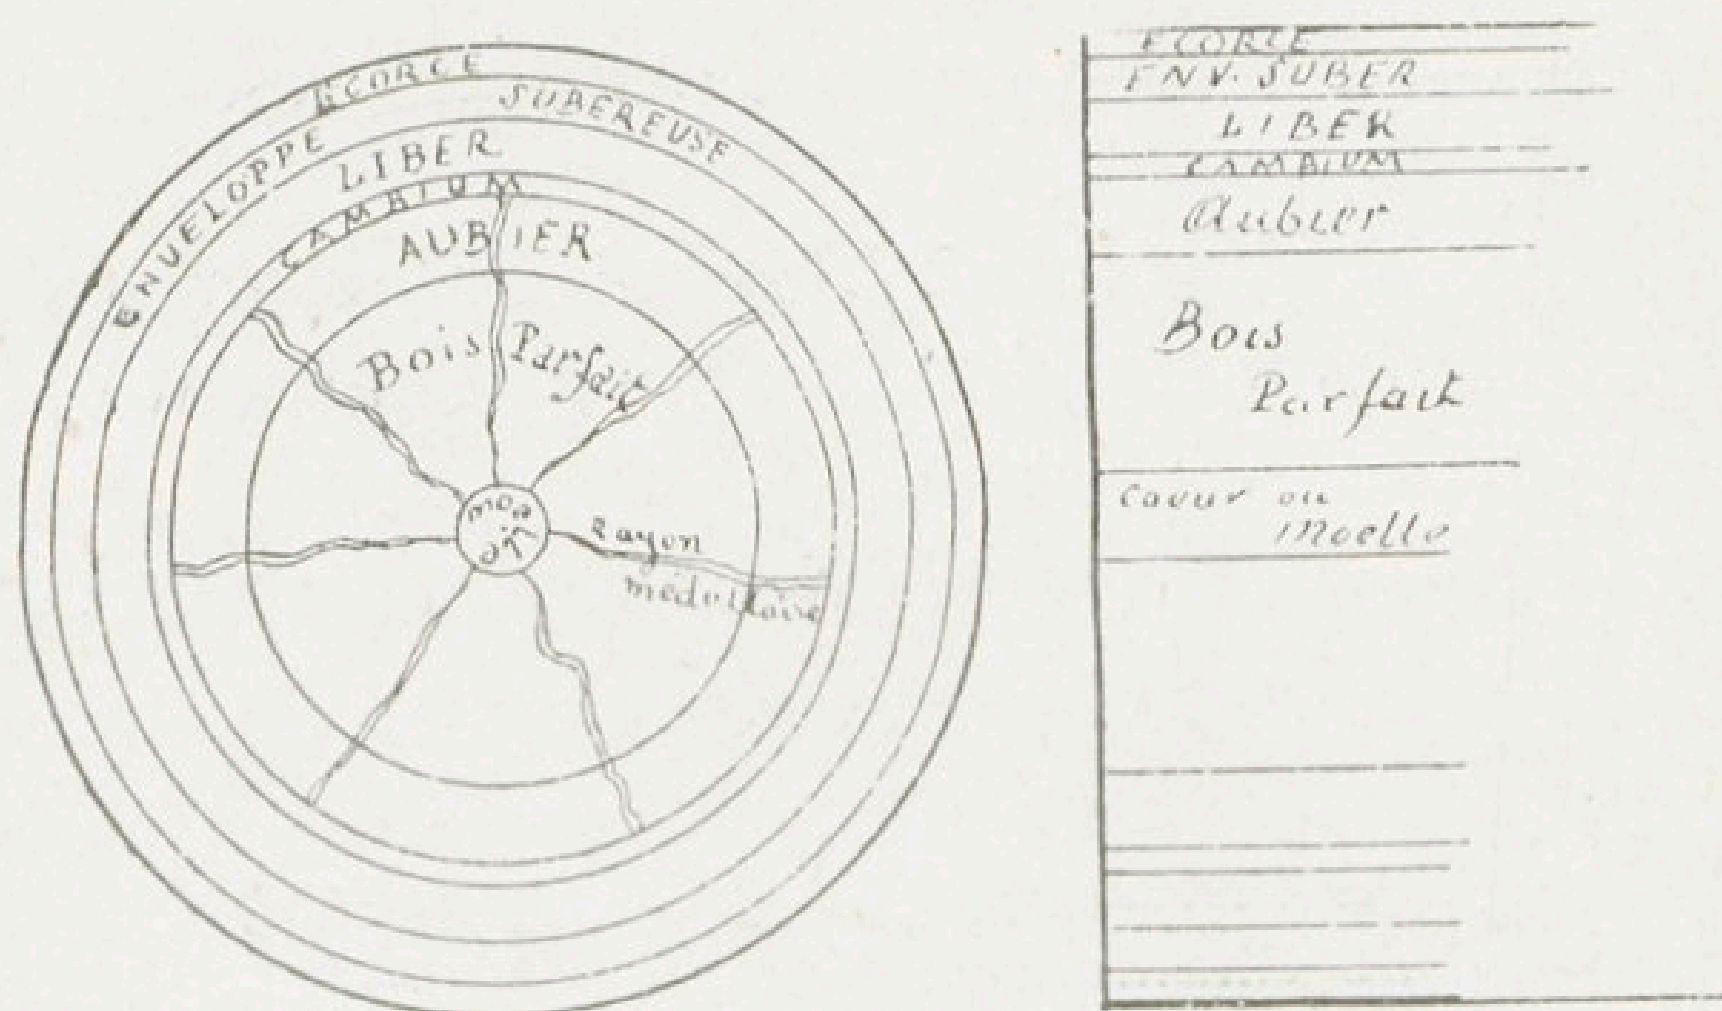 ECORCE
ENVELOPPE SUBEREUSE
LIBER
CAMBIUM
AUBIER
Bois Parfait
moelle
Rayon
médullaire
ECORCE
ENV. SUBER
LIBER
CAMBIUM
Aubier
Bois
Parfait
Coeur ou
Moelle